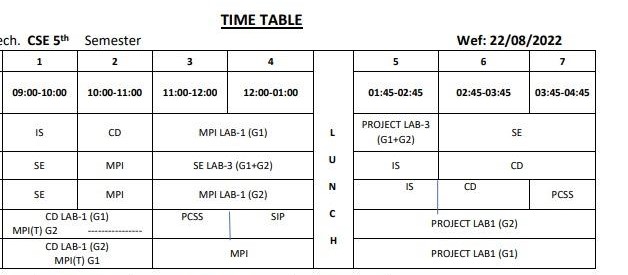 TIME TABLE
ech. CSE 5th Semester Wef: 22/08/2022
1 2 3 4 5 6 7
09:00-10:00 10:00-11:00 11:00-12:00 12:00-01:00 01:45-02:45 02:45-03:45 03:45-04:45
IS CD MPI LAB-1 (G1) L PROJECT LAB-3 (G1+G2) SE
SE MPI SE LAB-3 (G1+G2) U IS CD
SE MPI MPI LAB-1 (G2) N IS CD PCSS
CD LAB-1 (G1) PCSS SIP C PROJECT LAB1 (G2)
MPI(T) G2 ----------------
CD LAB-1 (G2) MPI H PROJECT LAB1 (G1)
MPI(T) G1